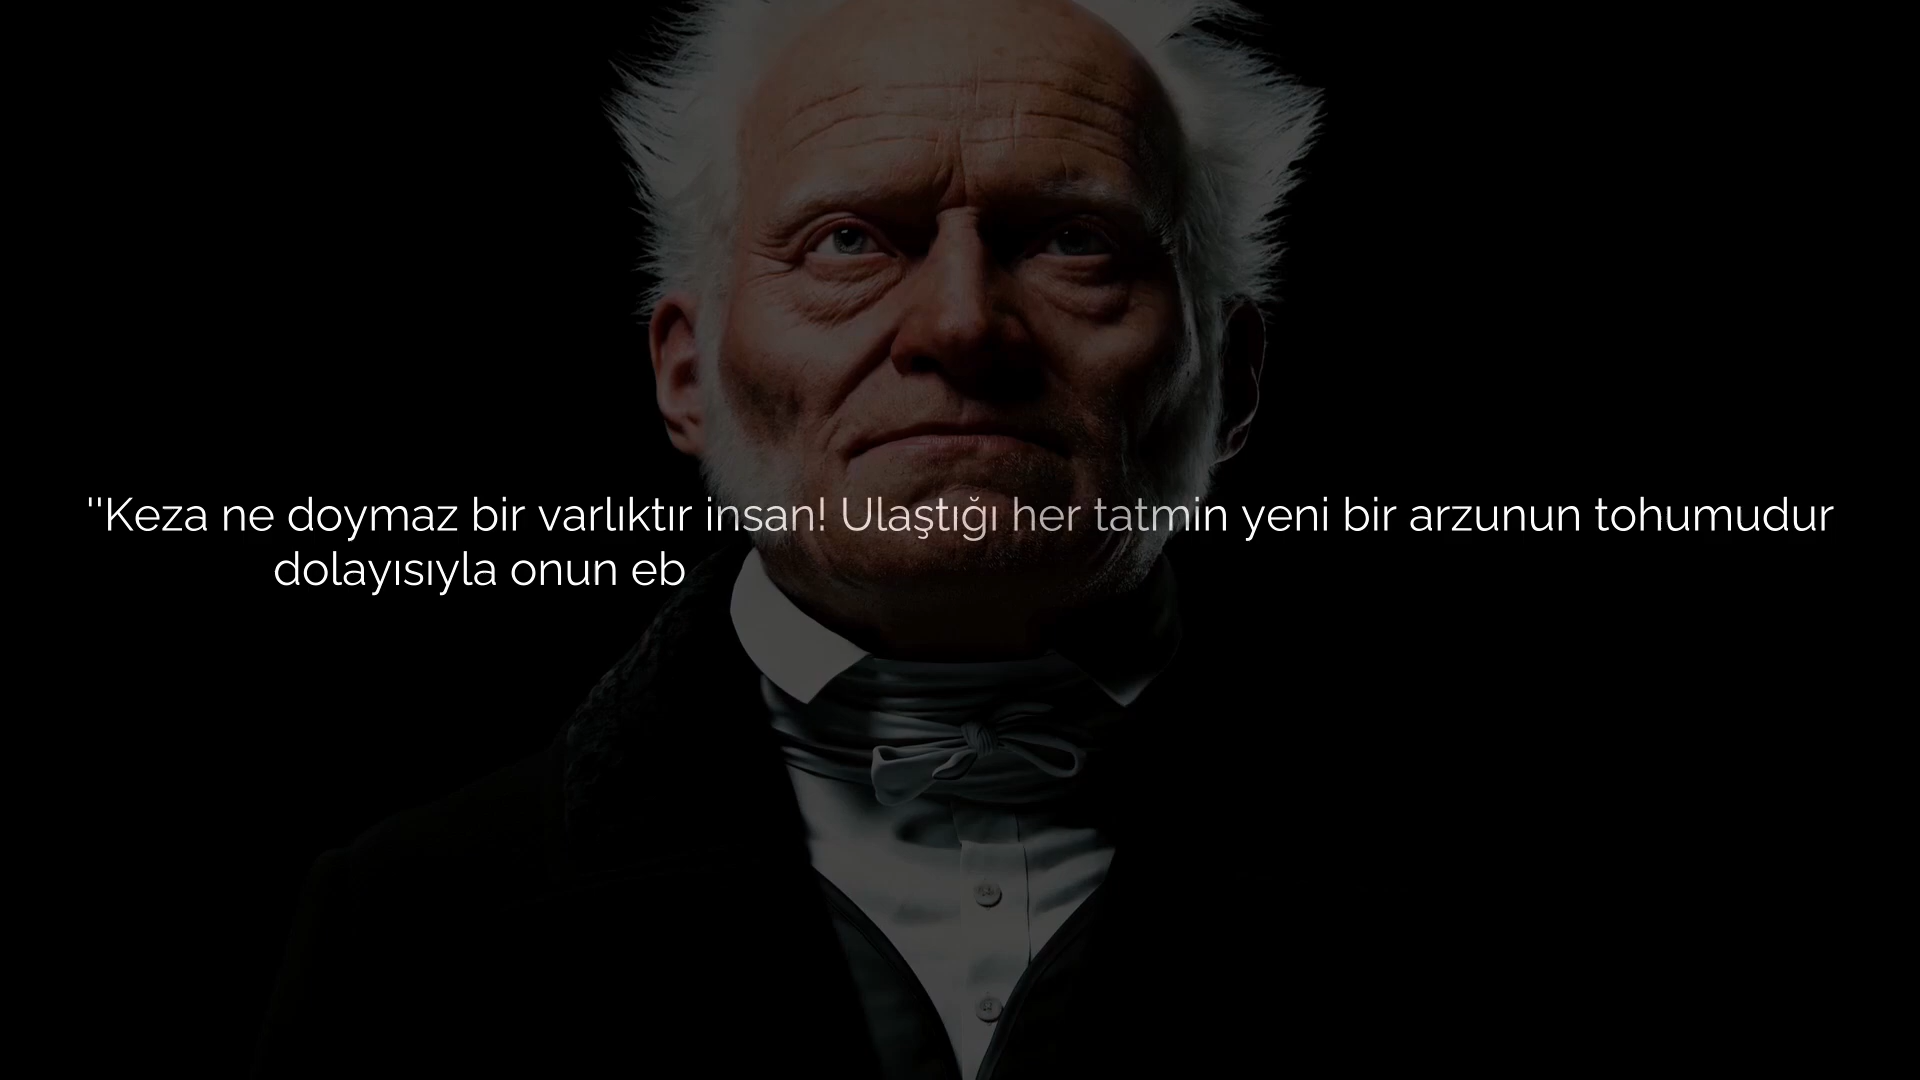 ''Keza ne doymaz bir varlıktır insan! Ulaştığı her tatmin yeni bir arzunun tohumudur
dolayısıyla onun eb